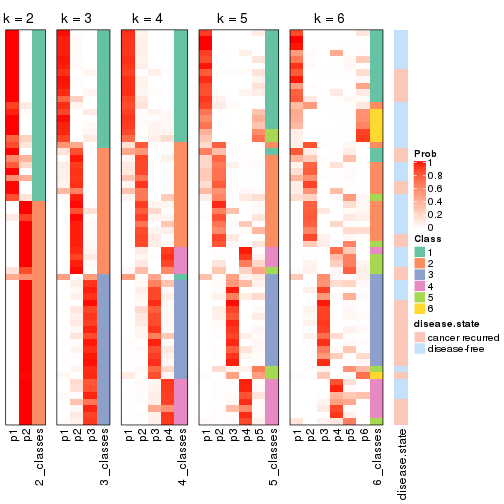 k = 2 k = 3 k = 4 k = 5 k = 6
Prob
1
0.8
0.6
0.4
0.2
0
Class
1
2
3
4
5
6
disease.state
cancer recurred
disease-free
p1 p2 2_classes p1 p2 p3 3_classes p1 p2 p3 p4 4_classes p1 p2 p3 p4 p5 5_classes p1 p2 p3 p4 p5 p6 6_classes disease.state